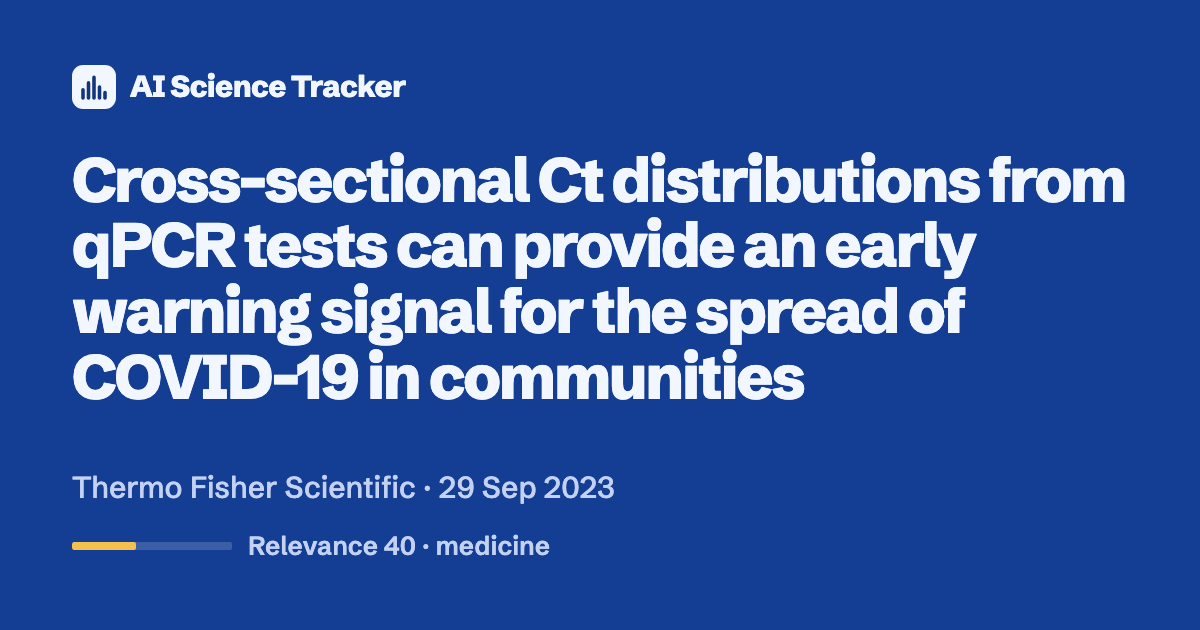 AI Science Tracker
Cross-sectional Ct distributions from
qPCR tests can provide an early
warning signal for the spread of
COVID-19 in communities
Thermo Fisher Scientific · 29 Sep 2023
Relevance 40 · medicine